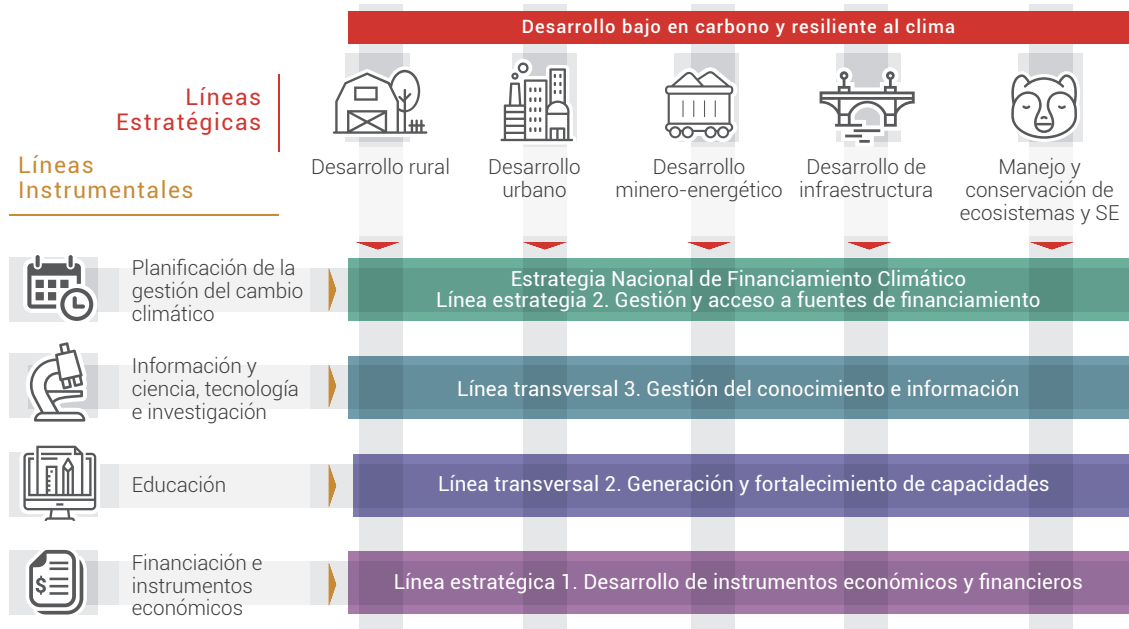 Desarrollo bajo en carbono y resiliente al clima
Líneas
Estratégicas
Líneas
Instrumentales
Desarrollo rural
Desarrollo
urbano
Desarrollo
minero-energético
Desarrollo de
infraestructura
Manejo y
conservación de
ecosistemas y SE
Planificación de la
gestión del cambio
climático
Estrategia Nacional de Financiamiento Climático
Línea estrategia 2. Gestión y acceso a fuentes de financiamiento
Información y
ciencia, tecnología
e investigación
Línea transversal 3. Gestión del conocimiento e información
Educación
Línea transversal 2. Generación y fortalecimiento de capacidades
$
Financiación e
instrumentos
económicos
Línea estratégica 1. Desarrollo de instrumentos económicos y financieros